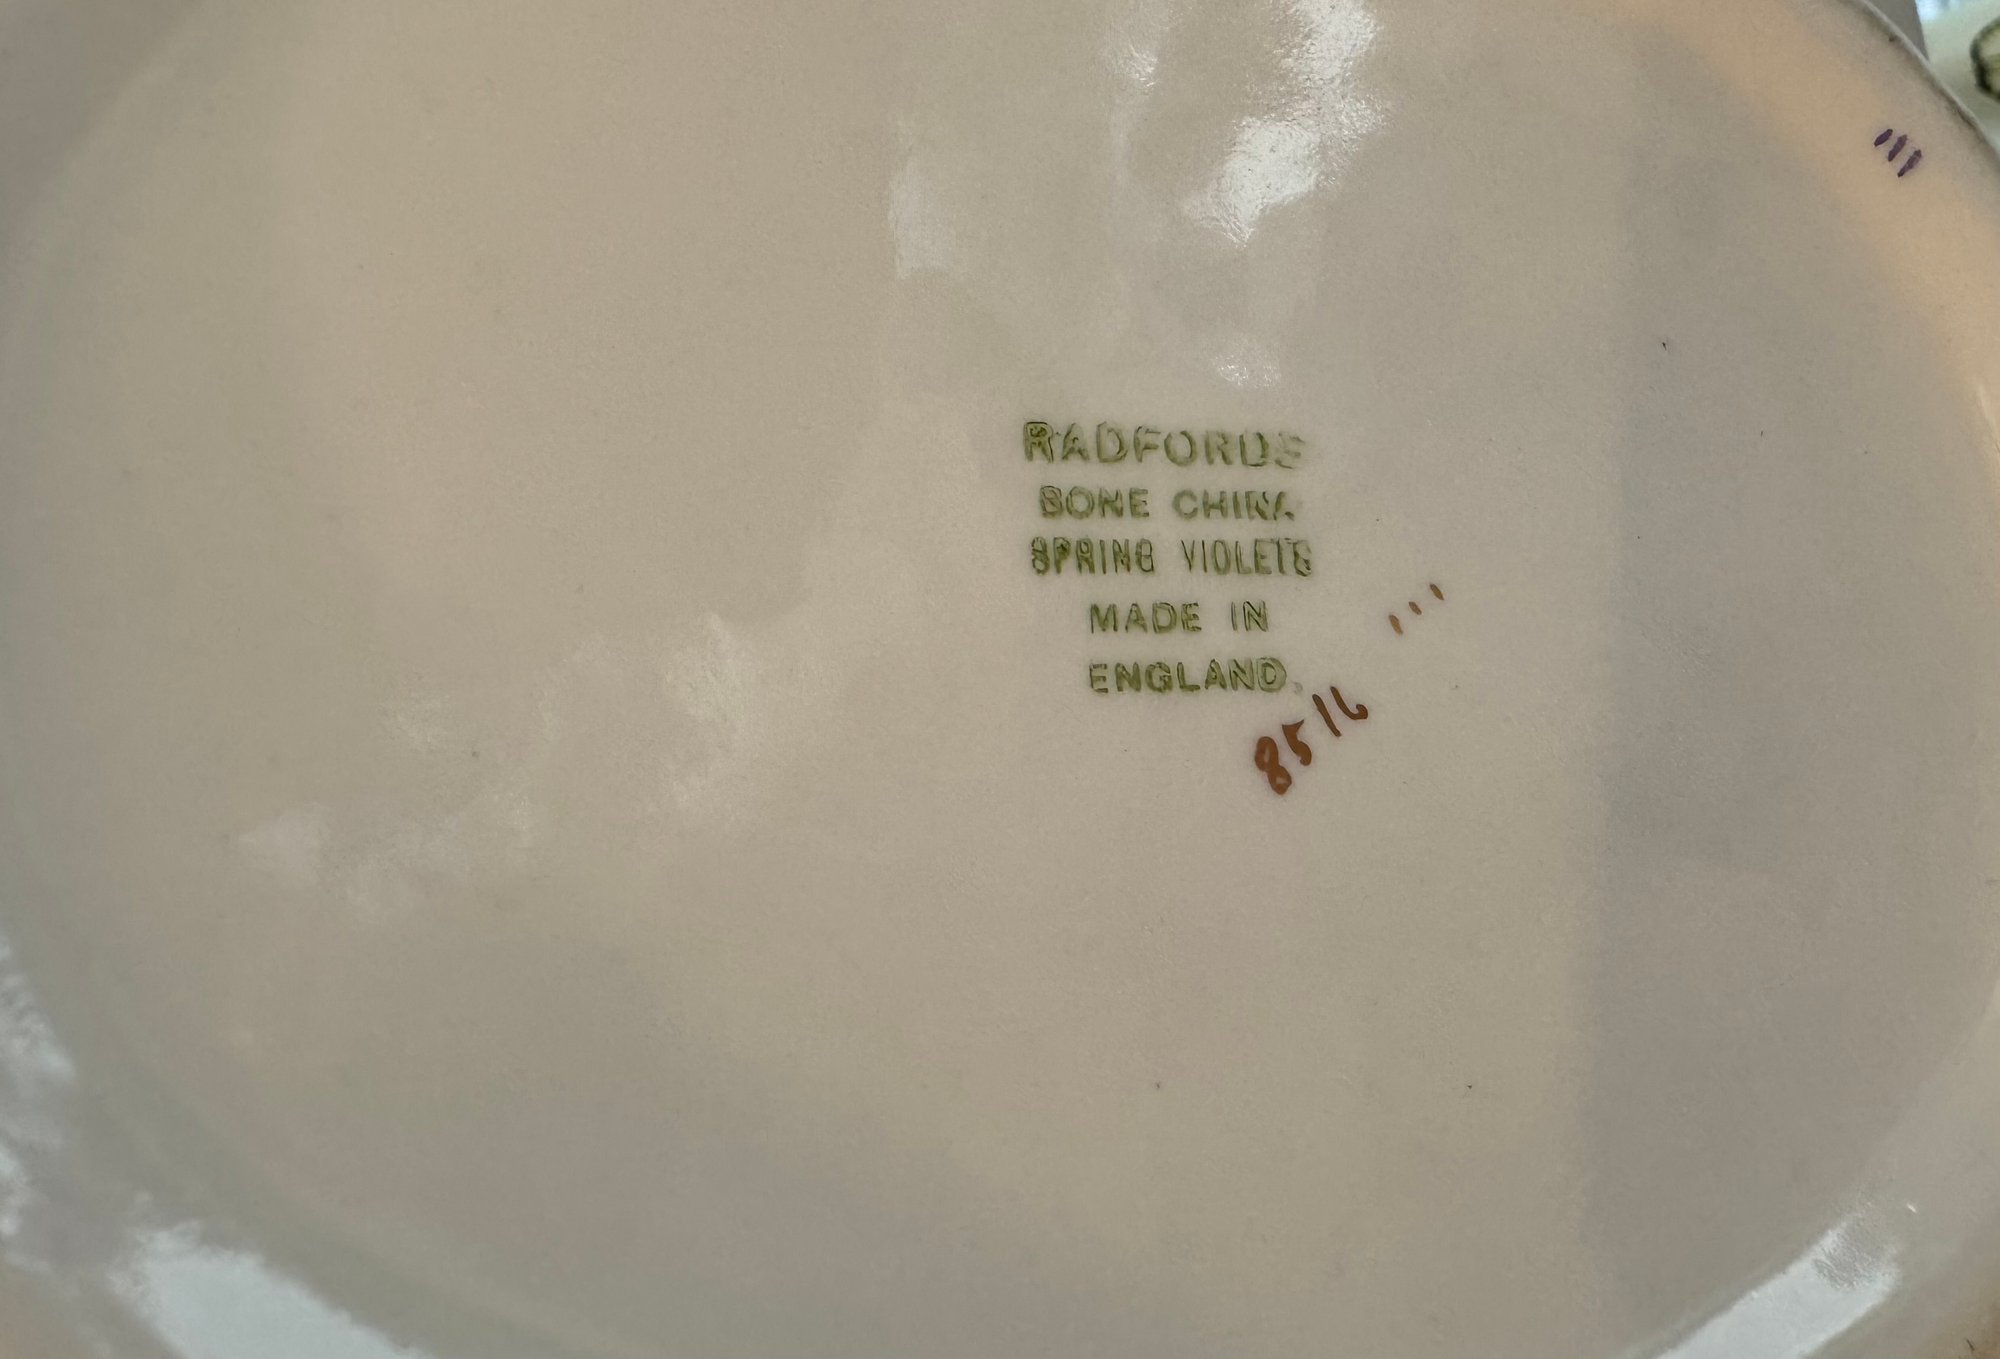 RADFORDS
BONE CHINA
SPRING VIOLETS
MADE IN
ENGLAND.
8516